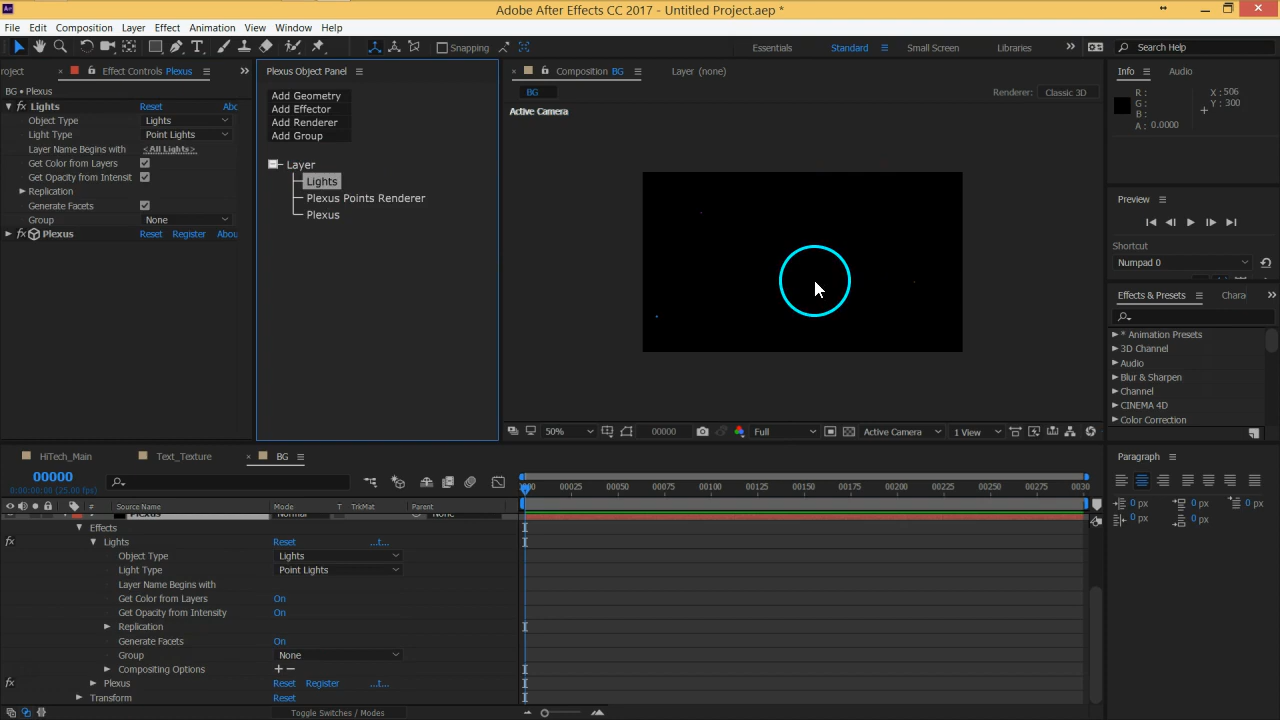 Adobe After Effects CC 2017 - Untitled Project.aep *
File Edit Composition Layer Effect Animation View Window Help
Snapping Essentials Standard Small Screen Libraries Search Help
roject Effect Controls Plexus
BG • Plexus
Lights Reset Abo
Object Type Lights
Light Type Point Lights
Layer Name Begins with <All Lights>
Get Color from Layers
Get Opacity from Intensit
Replication
Generate Facets
Group None
Plexus Reset Register Abou
Plexus Object Panel
Add Geometry
Add Effector
Add Renderer
Add Group
Layer
Lights
Plexus Points Renderer
Plexus
Composition BG Layer (none)
BG Renderer: Classic 3D
Active Camera
50% 00000 Full Active Camera 1 View
Info Audio
R: X: 506
G: Y: 300
B:
A: 0.0000
Preview
Shortcut
Numpad 0
Effects & Presets Chara
* Animation Presets
3D Channel
Audio
Blur & Sharpen
Channel
CINEMA 4D
Color Correction
HiTech_Main Text_Texture BG
00000
0:00:00:00 (25.00 fps)
# Source Name Mode T TrkMat Parent
00025 00050 00075 00100 00125 00150 00175 00200 00225 00250 00275 0030
Plexus Normal None
Effects
Lights Reset ..t...
Object Type Lights
Light Type Point Lights
Layer Name Begins with
Get Color from Layers On
Get Opacity from Intensity On
Replication
Generate Facets On
Group None
Compositing Options + −
Plexus Reset Register ..t...
Transform Reset
Toggle Switches / Modes
Paragraph
0 px 0 px 0 px
0 px 0 px